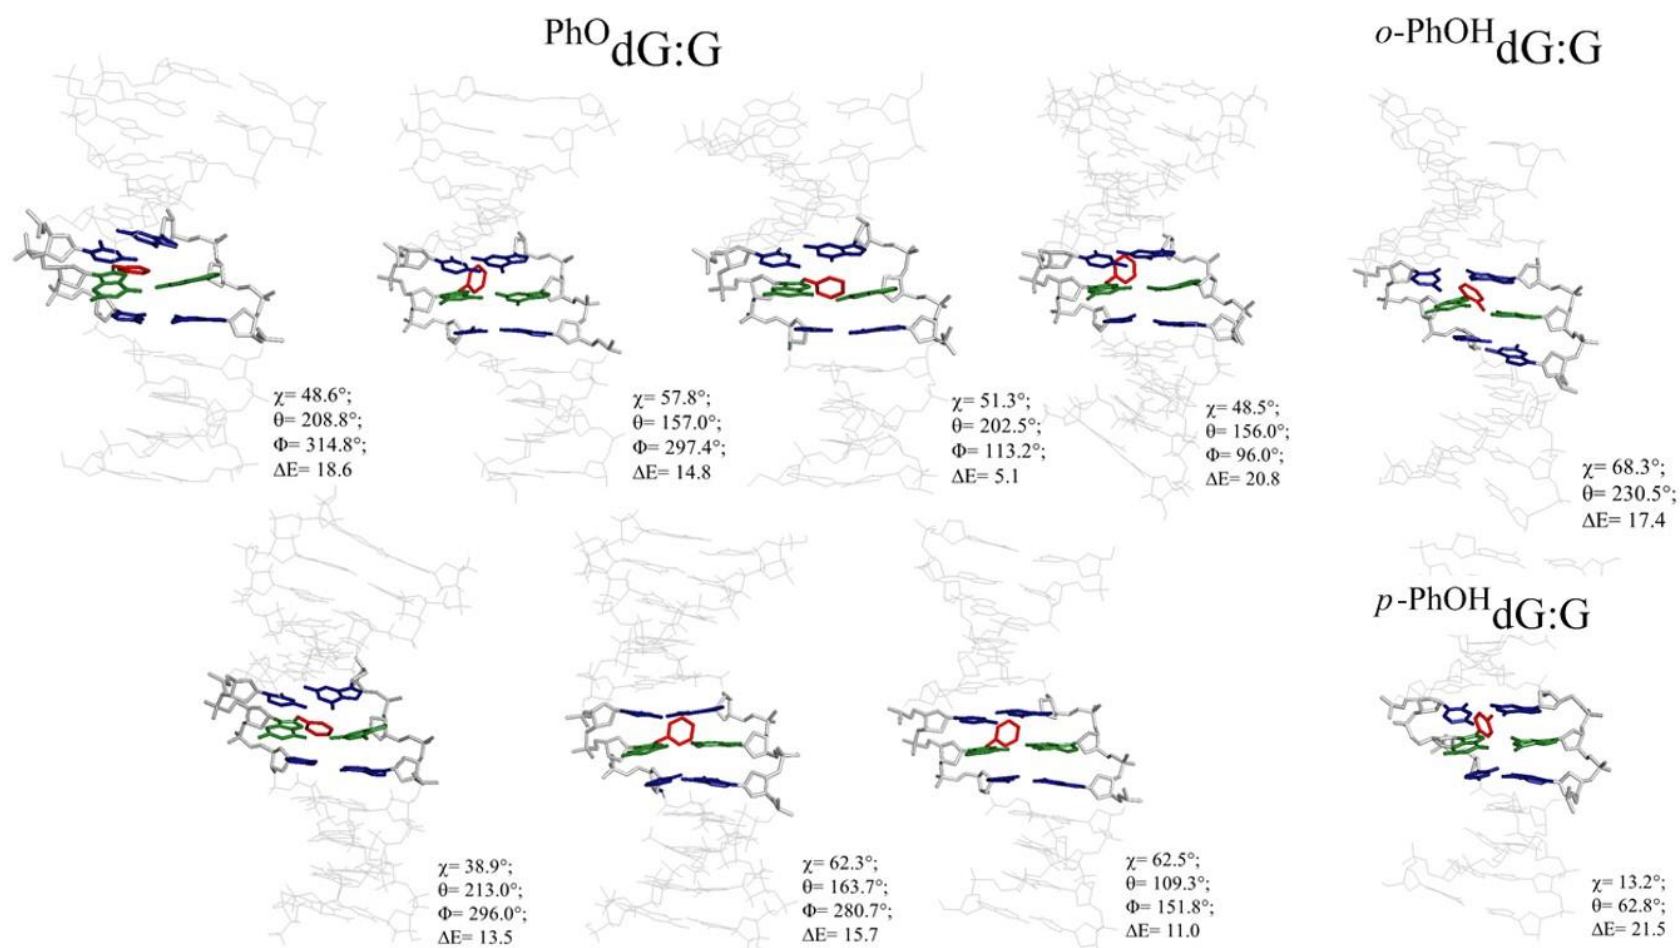 PhOdG:G
o-PhOHdG:G
χ= 48.6°;
θ= 208.8°;
Φ= 314.8°;
ΔE= 18.6
χ= 57.8°;
θ= 157.0°;
Φ= 297.4°;
ΔE= 14.8
χ= 51.3°;
θ= 202.5°;
Φ= 113.2°;
ΔE= 5.1
χ= 48.5°;
θ= 156.0°;
Φ= 96.0°;
ΔE= 20.8
χ= 68.3°;
θ= 230.5°;
ΔE= 17.4
p-PhOHdG:G
χ= 38.9°;
θ= 213.0°;
Φ= 296.0°;
ΔE= 13.5
χ= 62.3°;
θ= 163.7°;
Φ= 280.7°;
ΔE= 15.7
χ= 62.5°;
θ= 109.3°;
Φ= 151.8°;
ΔE= 11.0
χ= 13.2°;
θ= 62.8°;
ΔE= 21.5